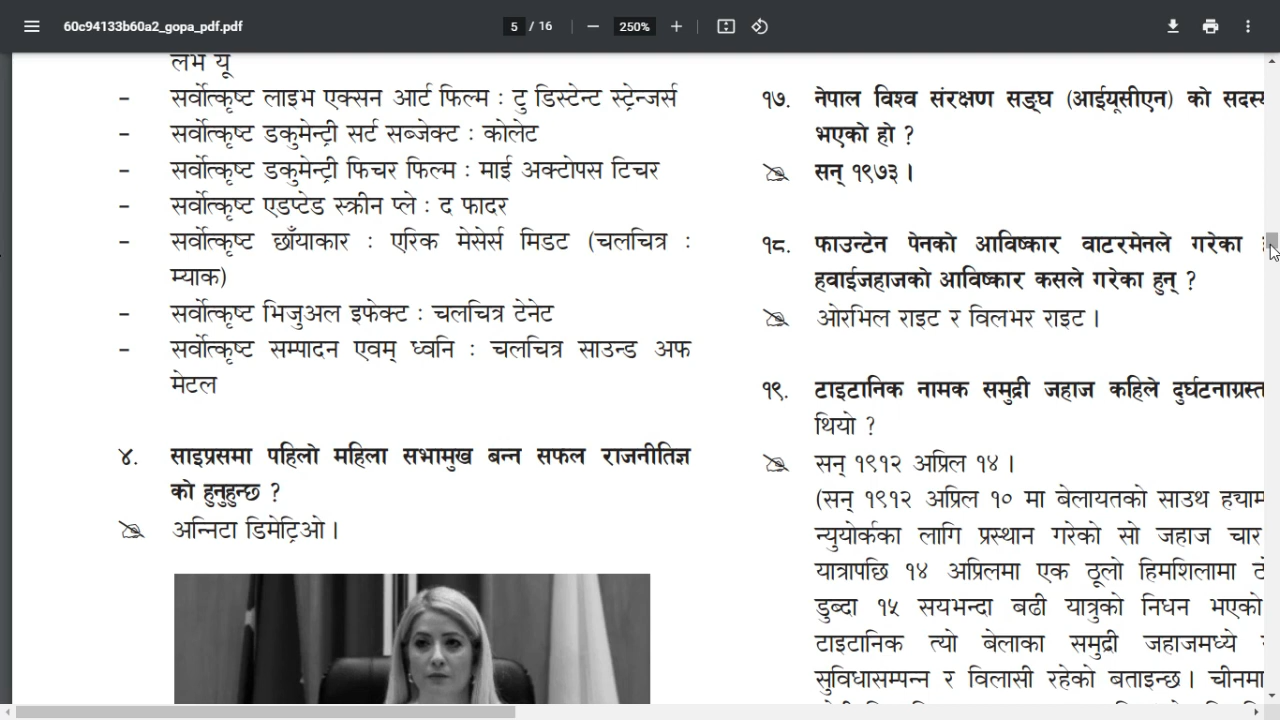 60c94133b60a2_gopa_pdf.pdf
5 / 16
250%
लभ यू
- सर्वोत्कृष्ट लाइभ एक्सन आर्ट फिल्म : टु डिस्टेन्ट स्ट्रेन्जर्स
- सर्वोत्कृष्ट डकुमेन्ट्री सर्ट सब्जेक्ट : कोलेट
- सर्वोत्कृष्ट डकुमेन्ट्री फिचर फिल्म : माई अक्टोपस टिचर
- सर्वोत्कृष्ट एडप्टेड स्क्रीन प्ले : द फादर
- सर्वोत्कृष्ट छाँयाकार : एरिक मेसेर्स मिडट (चलचित्र :
म्याक)
- सर्वोत्कृष्ट भिजुअल इफेक्ट : चलचित्र टेनेट
- सर्वोत्कृष्ट सम्पादन एवम् ध्वनि : चलचित्र साउन्ड अफ
मेटल
४. साइप्रसमा पहिलो महिला सभामुख बन्न सफल राजनीतिज्ञ
को हुनुहुन्छ ?
अन्निटा डिमेट्रिओ।
१७. नेपाल विश्व संरक्षण सङ्घ (आईयूसीएन) को
भएको हो ?
सन् १९७३।
१८. फाउन्टेन पेनको आविष्कार वाटरमेनले गरेका
हवाईजहाजको आविष्कार कसले गरेका हुन् ?
ओरभिल राइट र विलभर राइट।
१९. टाइटानिक नामक समुद्री जहाज कहिले दुर्घटनाग्रस्त
थियो ?
सन् १९१२ अप्रिल १४।
(सन् १९१२ अप्रिल १० मा बेलायतको साउथ
न्युयोर्कका लागि प्रस्थान गरेको सो जहाज चार
यात्रापछि १४ अप्रिलमा एक ठूलो हिमशिलामा
डुब्दा १५ सयभन्दा बढी यात्रुको निधन भएको
टाइटानिक त्यो बेलाका समुद्री जहाजमध्ये
सुविधासम्पन्न र विलासी रहेको बताइन्छ। चीनमा